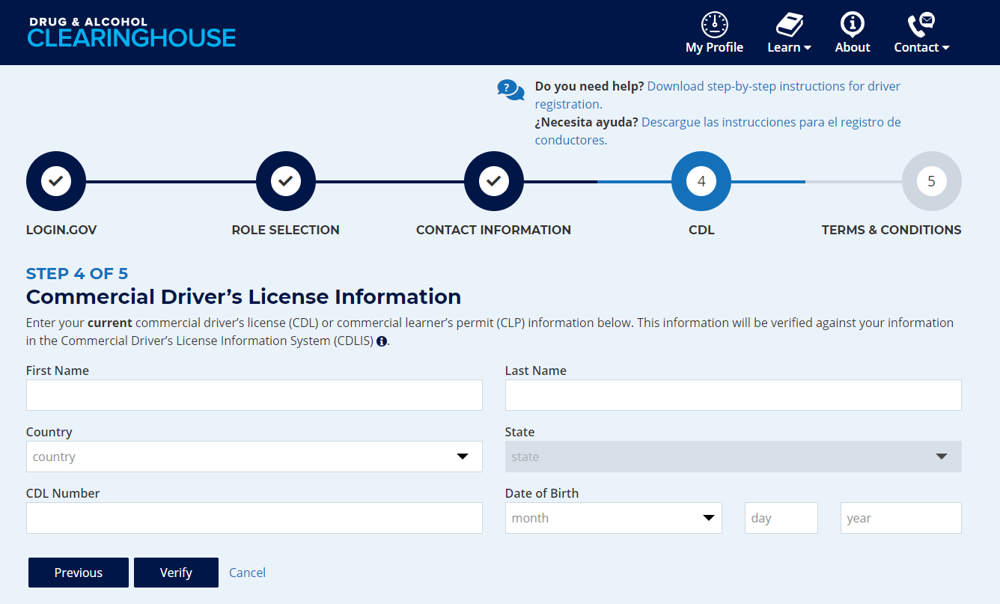 DRUG & ALCOHOL
CLEARINGHOUSE
My Profile
Learn
About
Contact
?
Do you need help? Download step-by-step instructions for driver
registration.
¿Necesita ayuda? Descargue las instrucciones para el registro de
conductores.
4
5
LOGIN.GOV
ROLE SELECTION
CONTACT INFORMATION
CDL
TERMS & CONDITIONS
STEP 4 OF 5
Commercial Driver’s License Information
Enter your current commercial driver’s license (CDL) or commercial learner’s permit (CLP) information below. This information will be verified against your information
in the Commercial Driver’s License Information System (CDLIS) i.
First Name
Last Name
Country
State
country
state
CDL Number
Date of Birth
month
day
year
Previous
Verify
Cancel